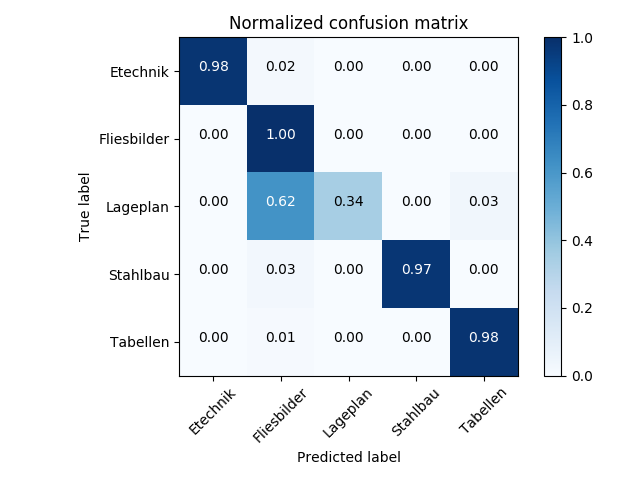 Normalized confusion matrix
True label
Etechnik 0.98 0.02 0.00 0.00 0.00
Fliesbilder 0.00 1.00 0.00 0.00 0.00
Lageplan 0.00 0.62 0.34 0.00 0.03
Stahlbau 0.00 0.03 0.00 0.97 0.00
Tabellen 0.00 0.01 0.00 0.00 0.98
Etechnik Fliesbilder Lageplan Stahlbau Tabellen
Predicted label
1.0
0.8
0.6
0.4
0.2
0.0